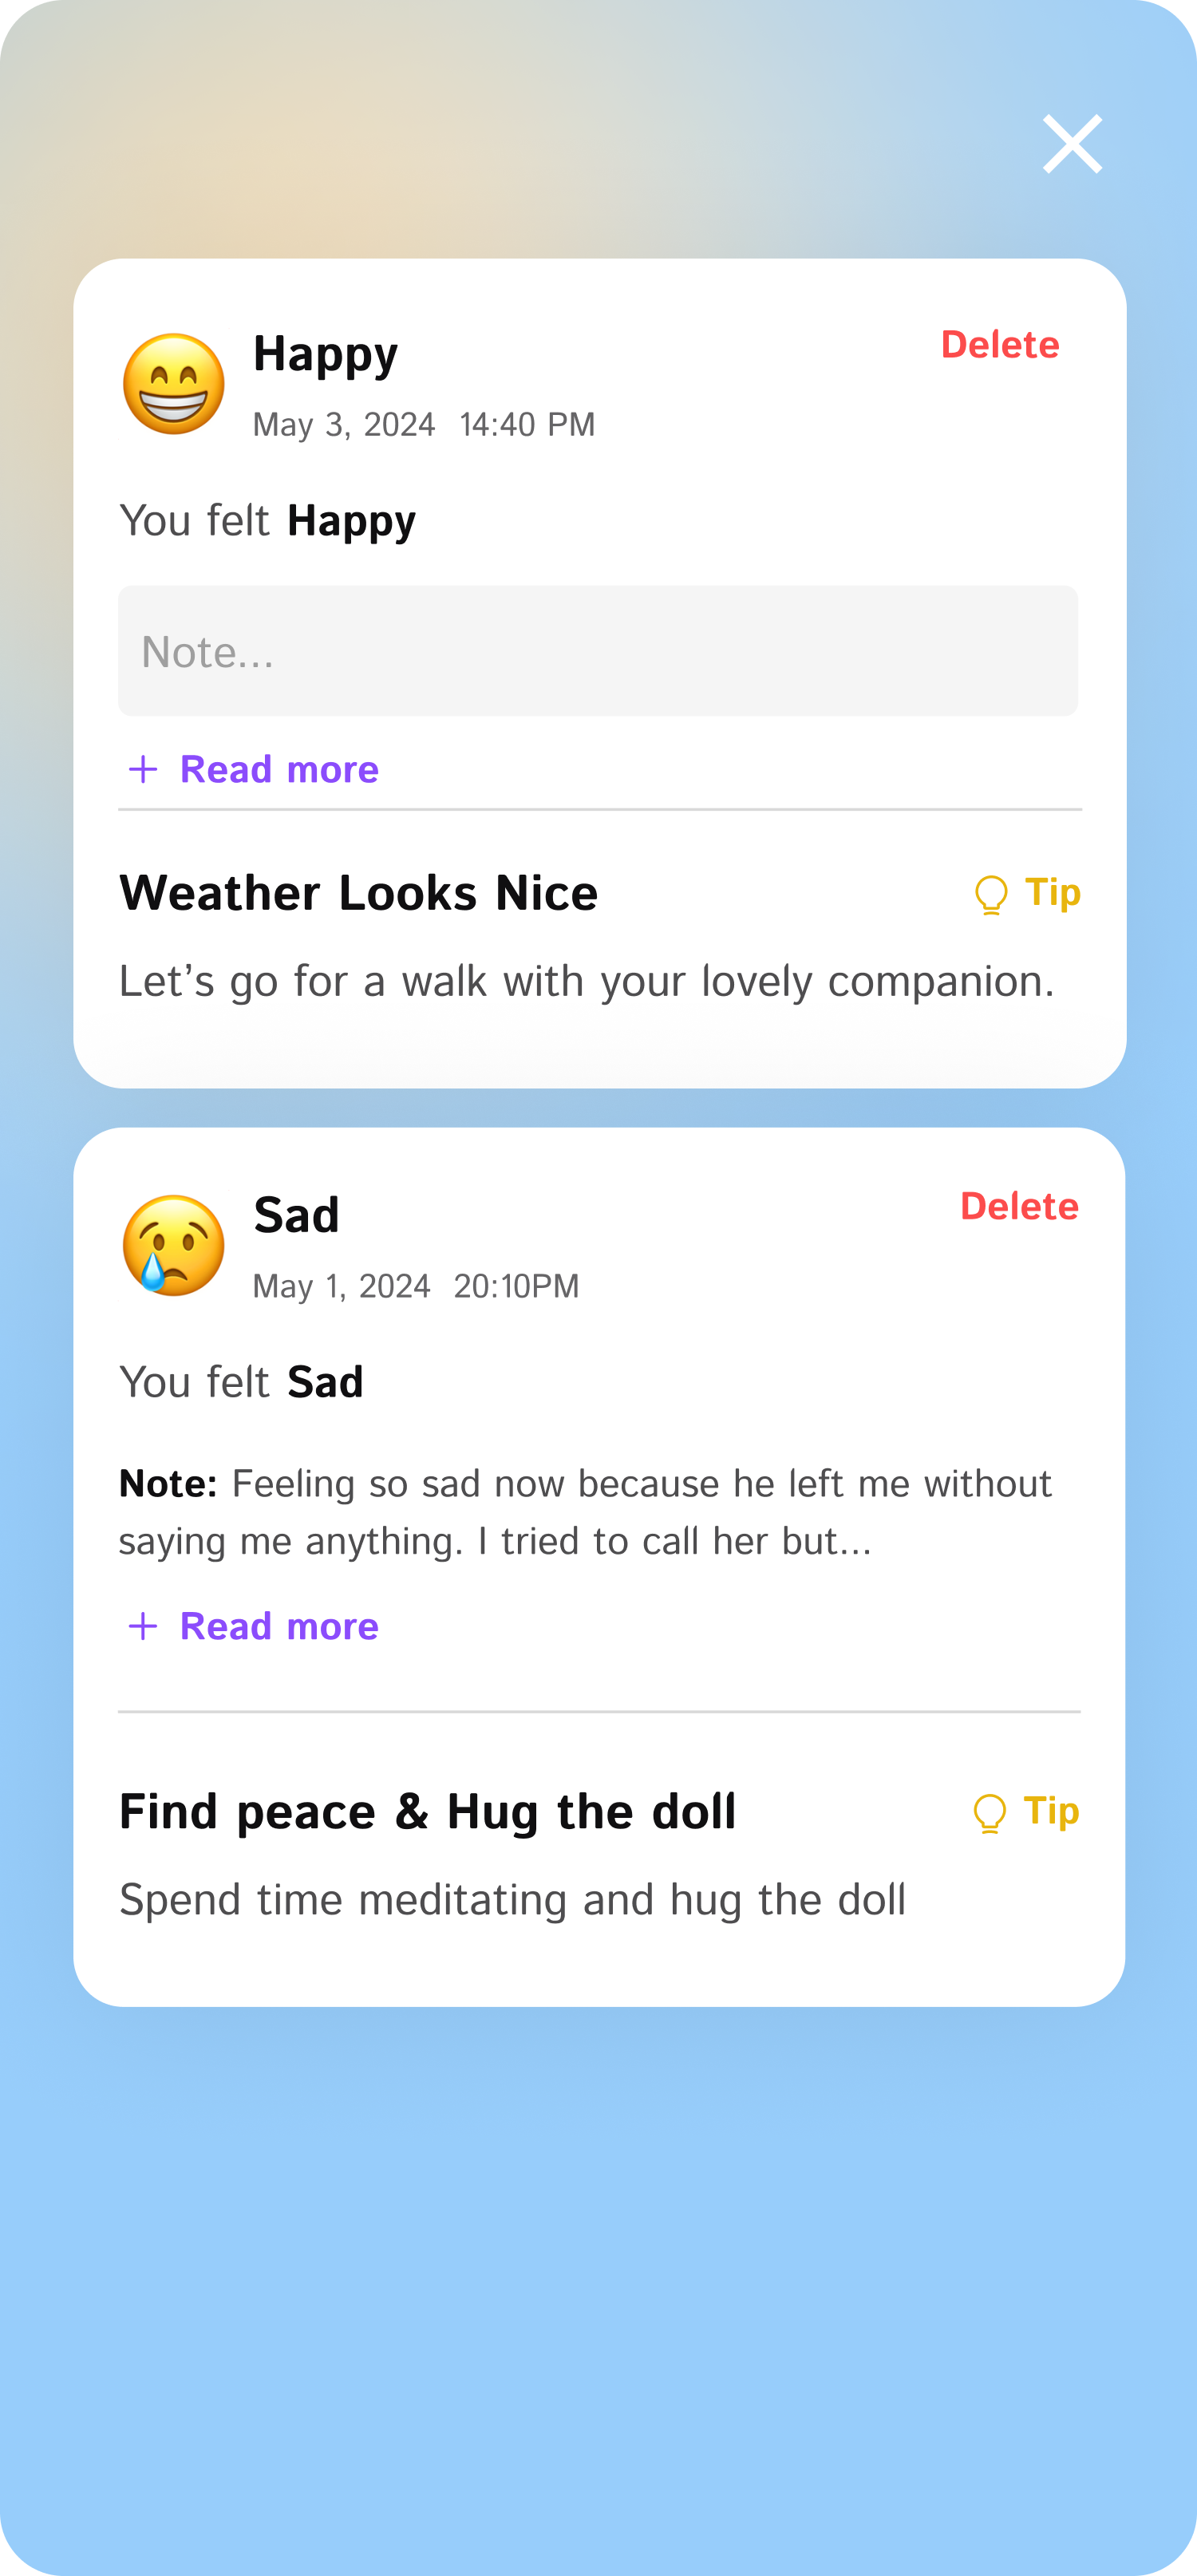 Happy
Delete
May 3, 2024 14:40 PM
You felt Happy
Note...
+ Read more
Weather Looks Nice
Tip
Let’s go for a walk with your lovely companion.
Sad
Delete
May 1, 2024 20:10PM
You felt Sad
Note: Feeling so sad now because he left me without
saying me anything. I tried to call her but...
+ Read more
Find peace & Hug the doll
Tip
Spend time meditating and hug the doll